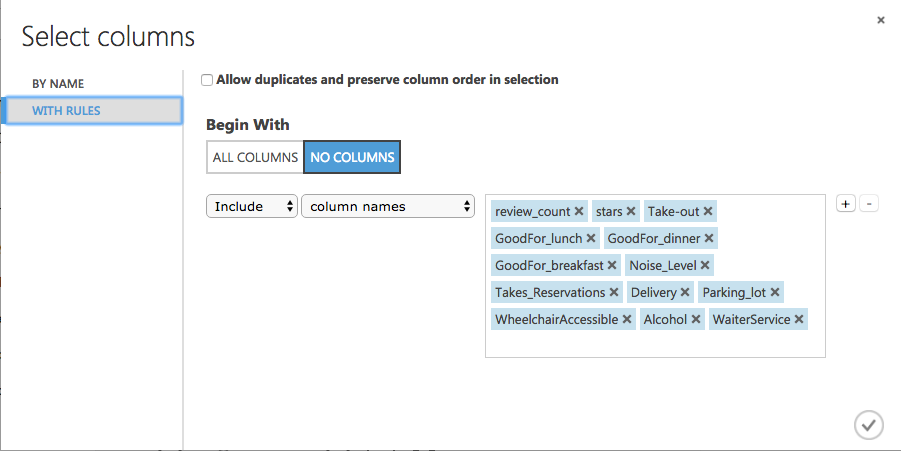 Select columns
BY NAME
WITH RULES
Allow duplicates and preserve column order in selection
Begin With
ALL COLUMNS NO COLUMNS
Include column names
review_count stars Take-out
GoodFor_lunch GoodFor_dinner
GoodFor_breakfast Noise_Level
Takes_Reservations Delivery Parking_lot
WheelchairAccessible Alcohol WaiterService